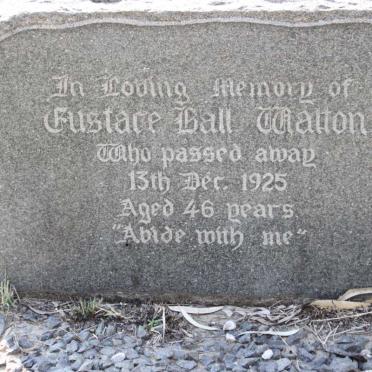 In Loving Memory of
Eustace Ball Walton
Who passed away
13th Dec. 1925
Aged 46 years
"Abide with me"